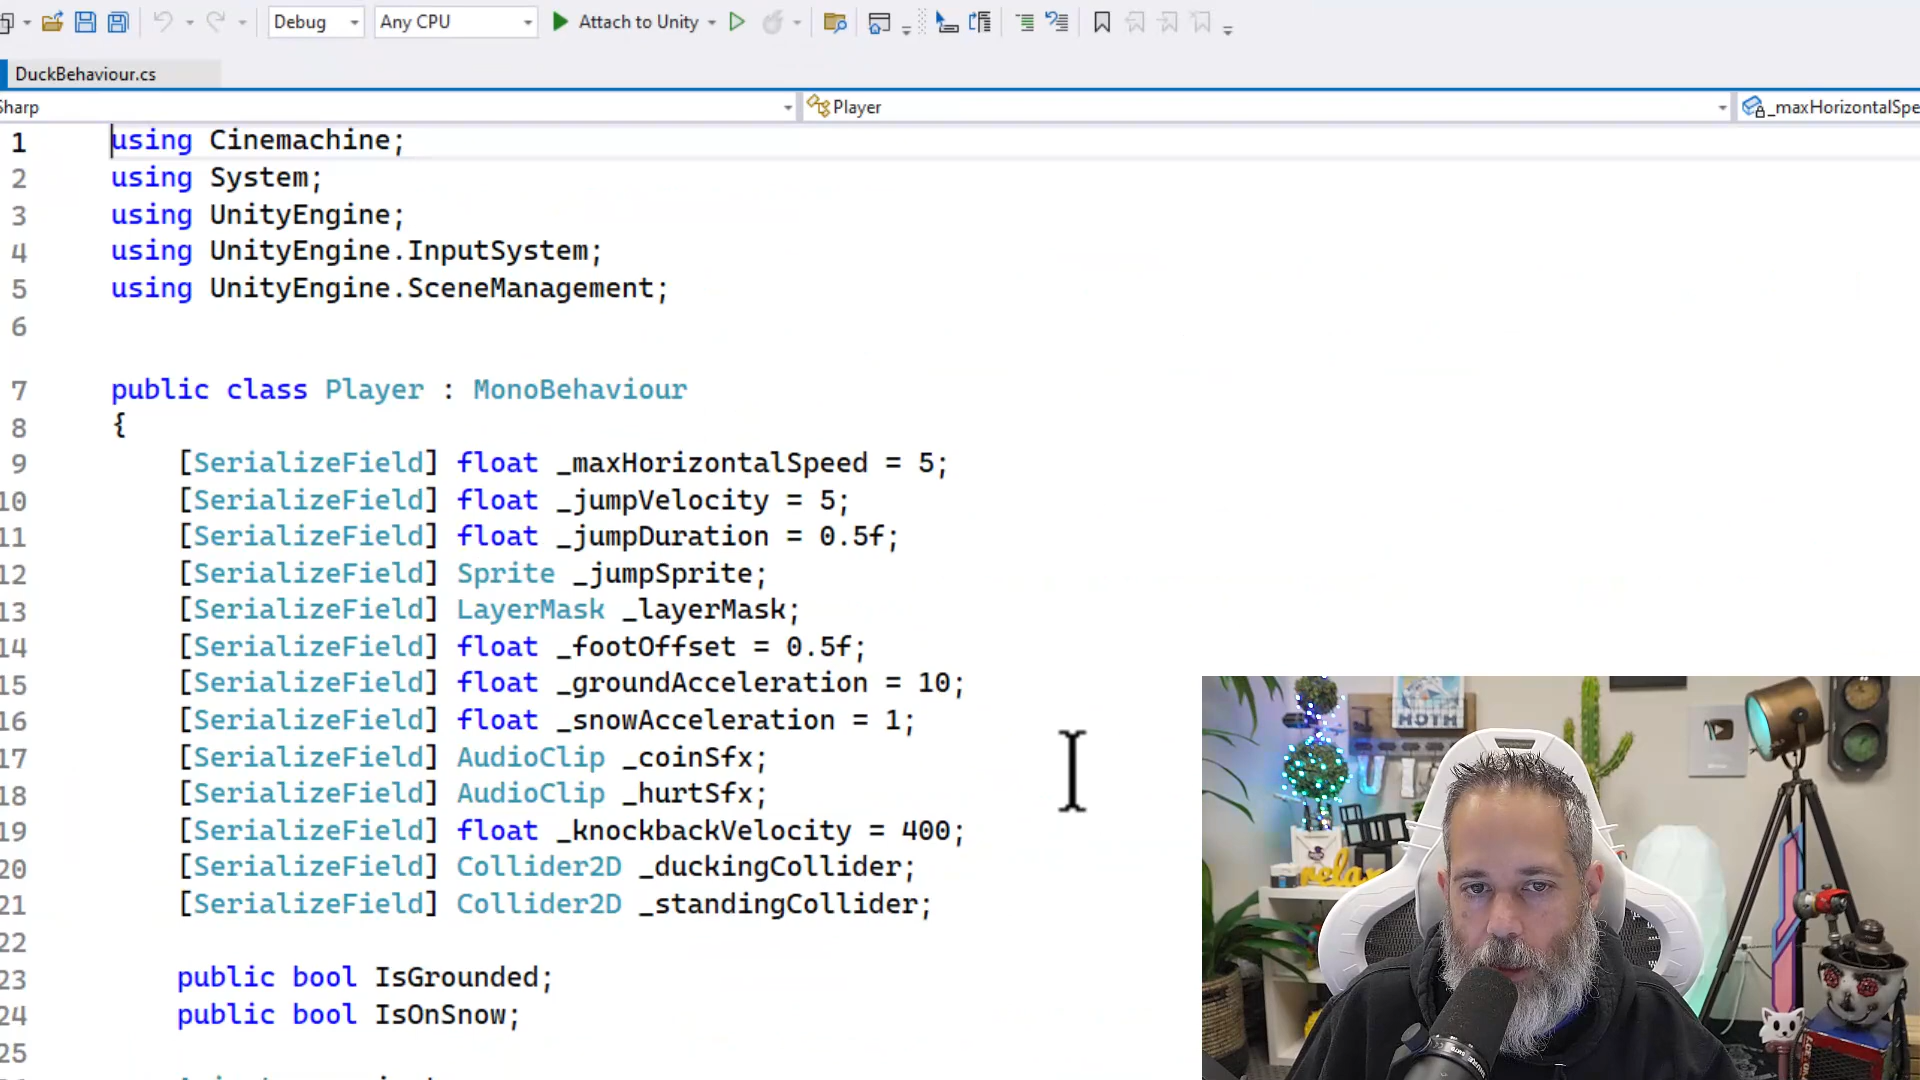 Debug
Any CPU
Attach to Unity
DuckBehaviour.cs
Sharp
Player
_maxHorizontalSpe
1 using Cinemachine;
2 using System;
3 using UnityEngine;
4 using UnityEngine.InputSystem;
5 using UnityEngine.SceneManagement;
6
7 public class Player : MonoBehaviour
8 {
9 [SerializeField] float _maxHorizontalSpeed = 5;
10 [SerializeField] float _jumpVelocity = 5;
11 [SerializeField] float _jumpDuration = 0.5f;
12 [SerializeField] Sprite _jumpSprite;
13 [SerializeField] LayerMask _layerMask;
14 [SerializeField] float _footOffset = 0.5f;
15 [SerializeField] float _groundAcceleration = 10;
16 [SerializeField] float _snowAcceleration = 1;
17 [SerializeField] AudioClip _coinSfx;
18 [SerializeField] AudioClip _hurtSfx;
19 [SerializeField] float _knockbackVelocity = 400;
20 [SerializeField] Collider2D _duckingCollider;
21 [SerializeField] Collider2D _standingCollider;
22
23 public bool IsGrounded;
24 public bool IsOnSnow;
25
HOTH
relax